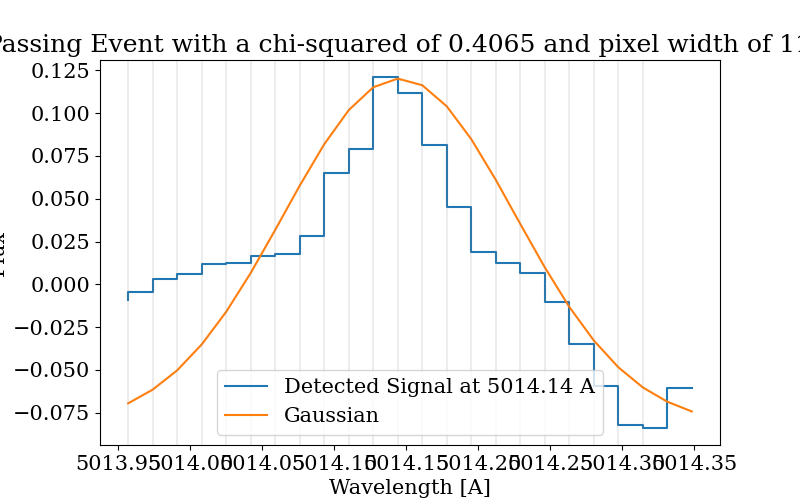 Passing Event with a chi-squared of 0.4065 and pixel width of 11
0.125
0.100
0.075
0.050
0.025
0.000
−0.025
−0.050
−0.075
Detected Signal at 5014.14 A
Gaussian
5013.95 5014.00 5014.05 5014.10 5014.15 5014.20 5014.25 5014.30 5014.35
Wavelength [A]